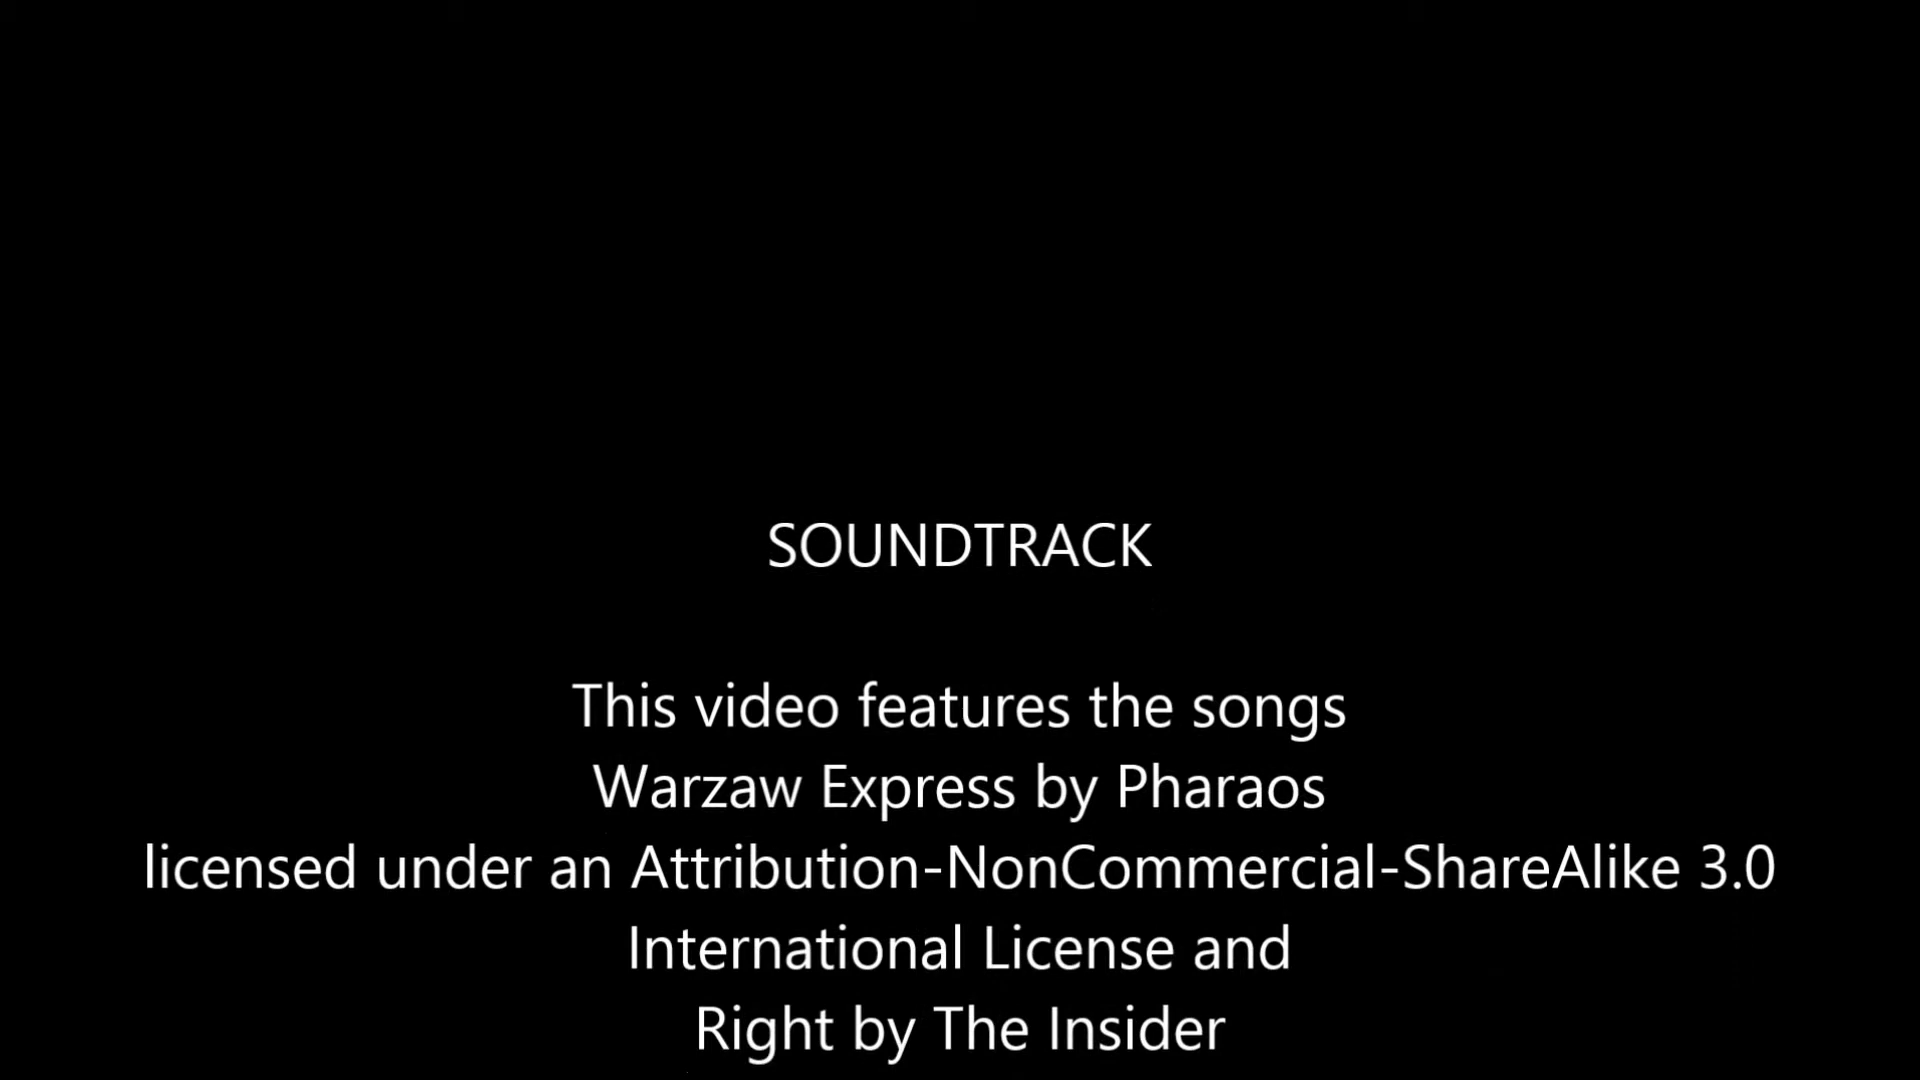 SOUNDTRACK
This video features the songs
Warzaw Express by Pharaos
licensed under an Attribution-NonCommercial-ShareAlike 3.0
International License and
Right by The Insider